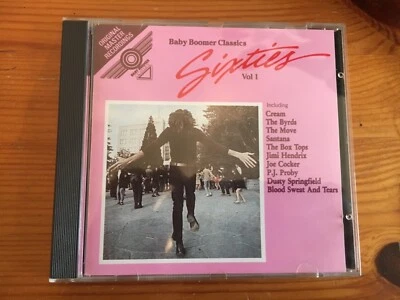 ORIGINAL
MASTER
RECORDINGS
Baby Boomer Classics
Sixties
Vol 1
Including
Cream
The Byrds
The Move
Santana
The Box Tops
Jimi Hendrix
Joe Cocker
P.J. Proby
Dusty Springfield
Blood Sweat And Tears